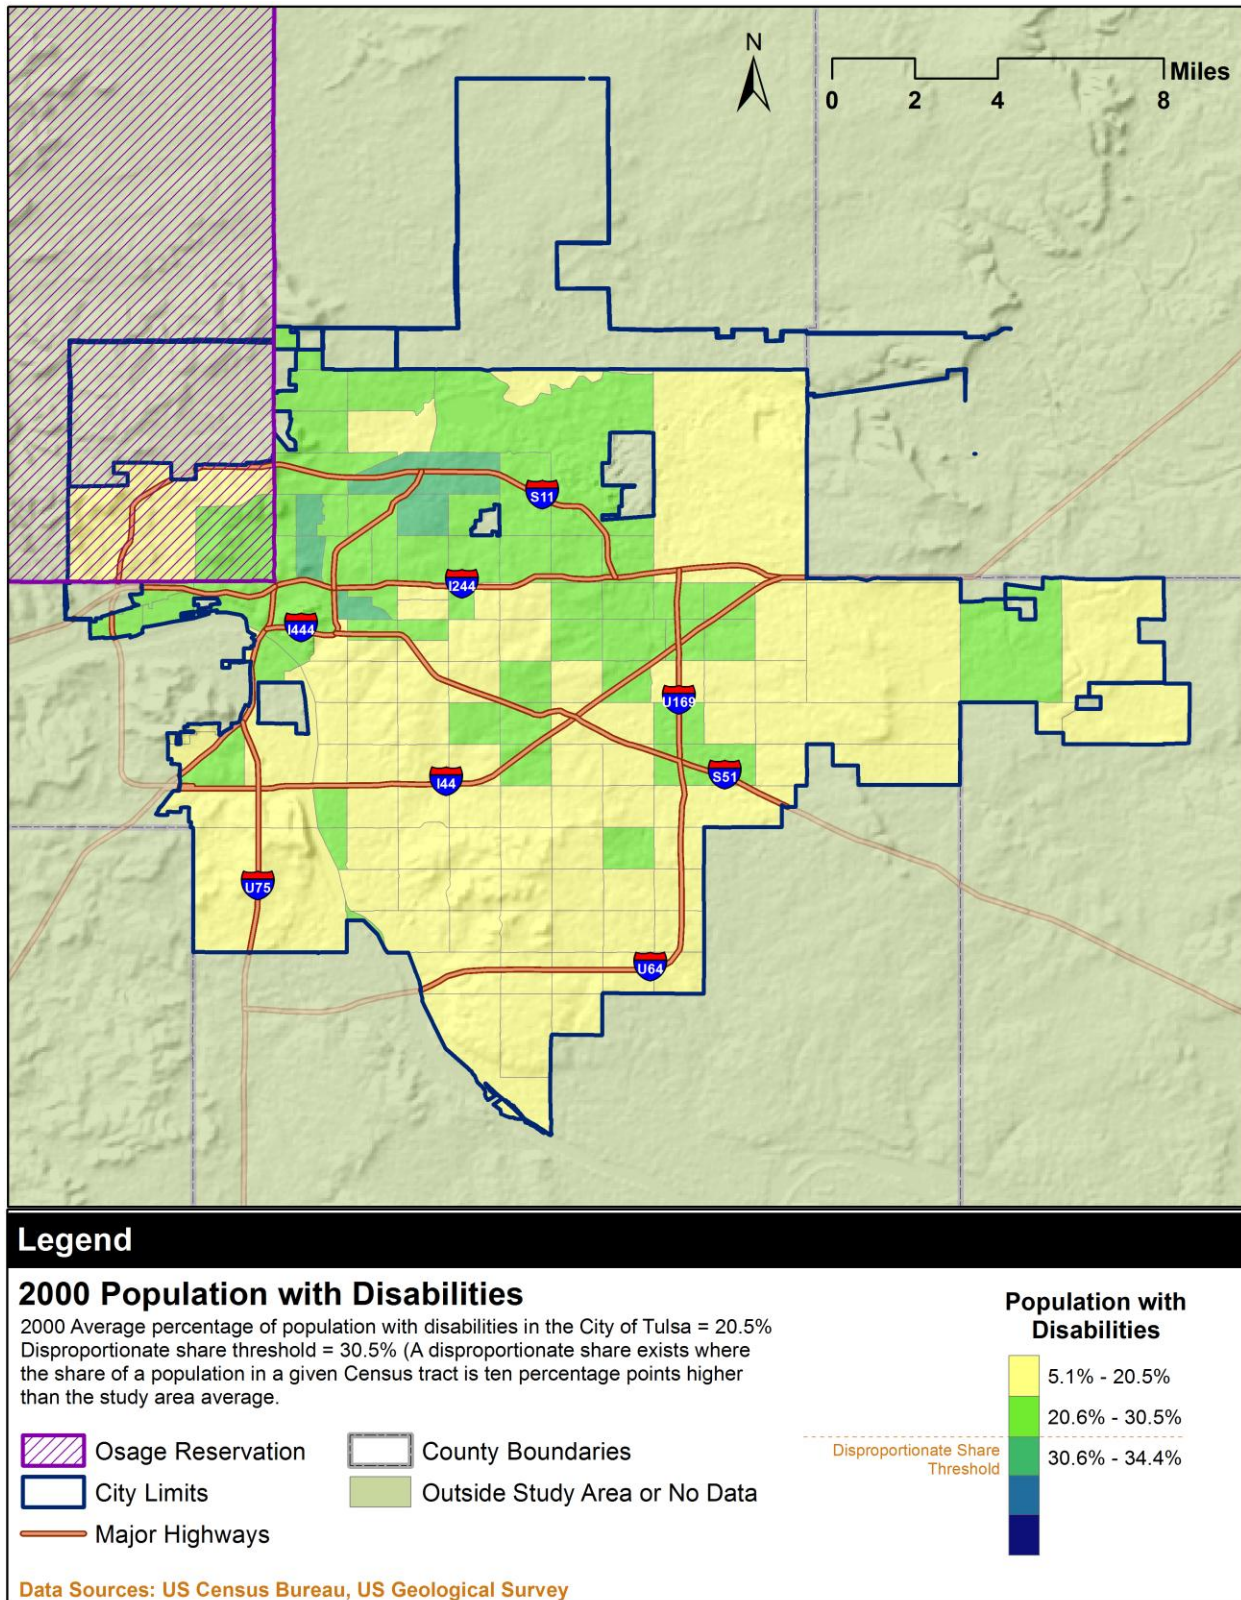 N
Miles
0 2 4 8
S11
I244
I444
U169
I44
S51
U75
U64
Legend
2000 Population with Disabilities
2000 Average percentage of population with disabilities in the City of Tulsa = 20.5%
Disproportionate share threshold = 30.5% (A disproportionate share exists where
the share of a population in a given Census tract is ten percentage points higher
than the study area average.
Osage Reservation
County Boundaries
City Limits
Outside Study Area or No Data
Major Highways
Population with
Disabilities
5.1% - 20.5%
20.6% - 30.5%
Disproportionate Share
Threshold
30.6% - 34.4%
Data Sources: US Census Bureau, US Geological Survey